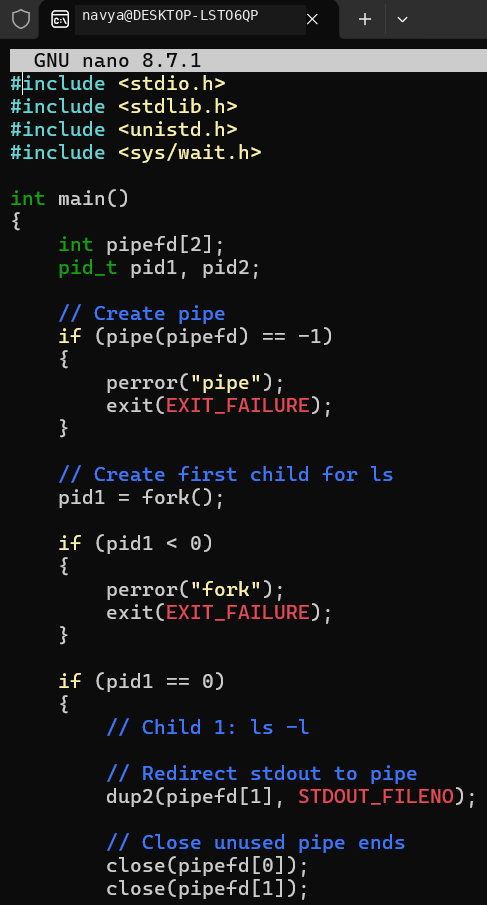 navya@DESKTOP-LSTO6QP
GNU nano 8.7.1
#include <stdio.h>
#include <stdlib.h>
#include <unistd.h>
#include <sys/wait.h>
int main()
{
    int pipefd[2];
    pid_t pid1, pid2;
    // Create pipe
    if (pipe(pipefd) == -1)
    {
        perror("pipe");
        exit(EXIT_FAILURE);
    }
    // Create first child for ls
    pid1 = fork();
    if (pid1 < 0)
    {
        perror("fork");
        exit(EXIT_FAILURE);
    }
    if (pid1 == 0)
    {
        // Child 1: ls -l
        // Redirect stdout to pipe
        dup2(pipefd[1], STDOUT_FILENO);
        // Close unused pipe ends
        close(pipefd[0]);
        close(pipefd[1]);